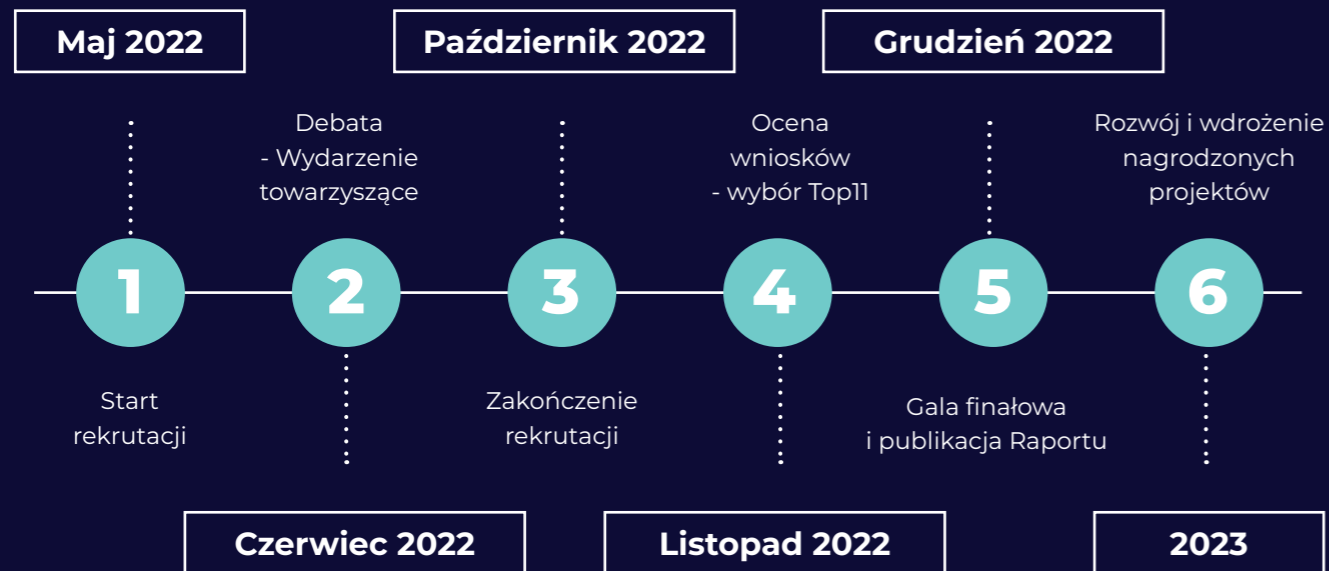 Maj 2022
Październik 2022
Grudzień 2022
Debata
- Wydarzenie
towarzyszące
Ocena
wniosków
- wybór Top11
Rozwój i wdrożenie
nagrodzonych
projektów
1
2
3
4
5
6
Start
rekrutacji
Zakończenie
rekrutacji
Gala finałowa
i publikacja Raportu
Czerwiec 2022
Listopad 2022
2023